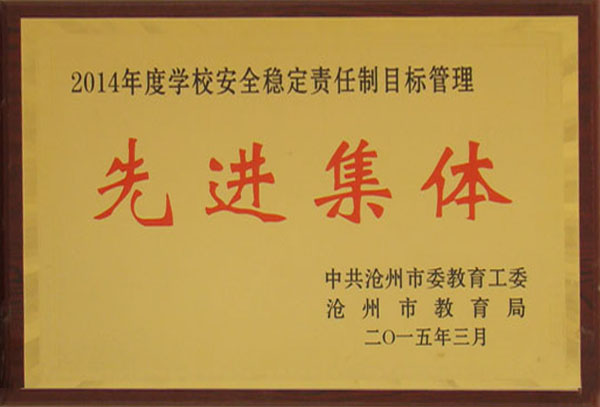 2014年度学校安全稳定责任制目标管理
先进集体
中共沧州市委教育工委
沧州市教育局
二〇一五年三月